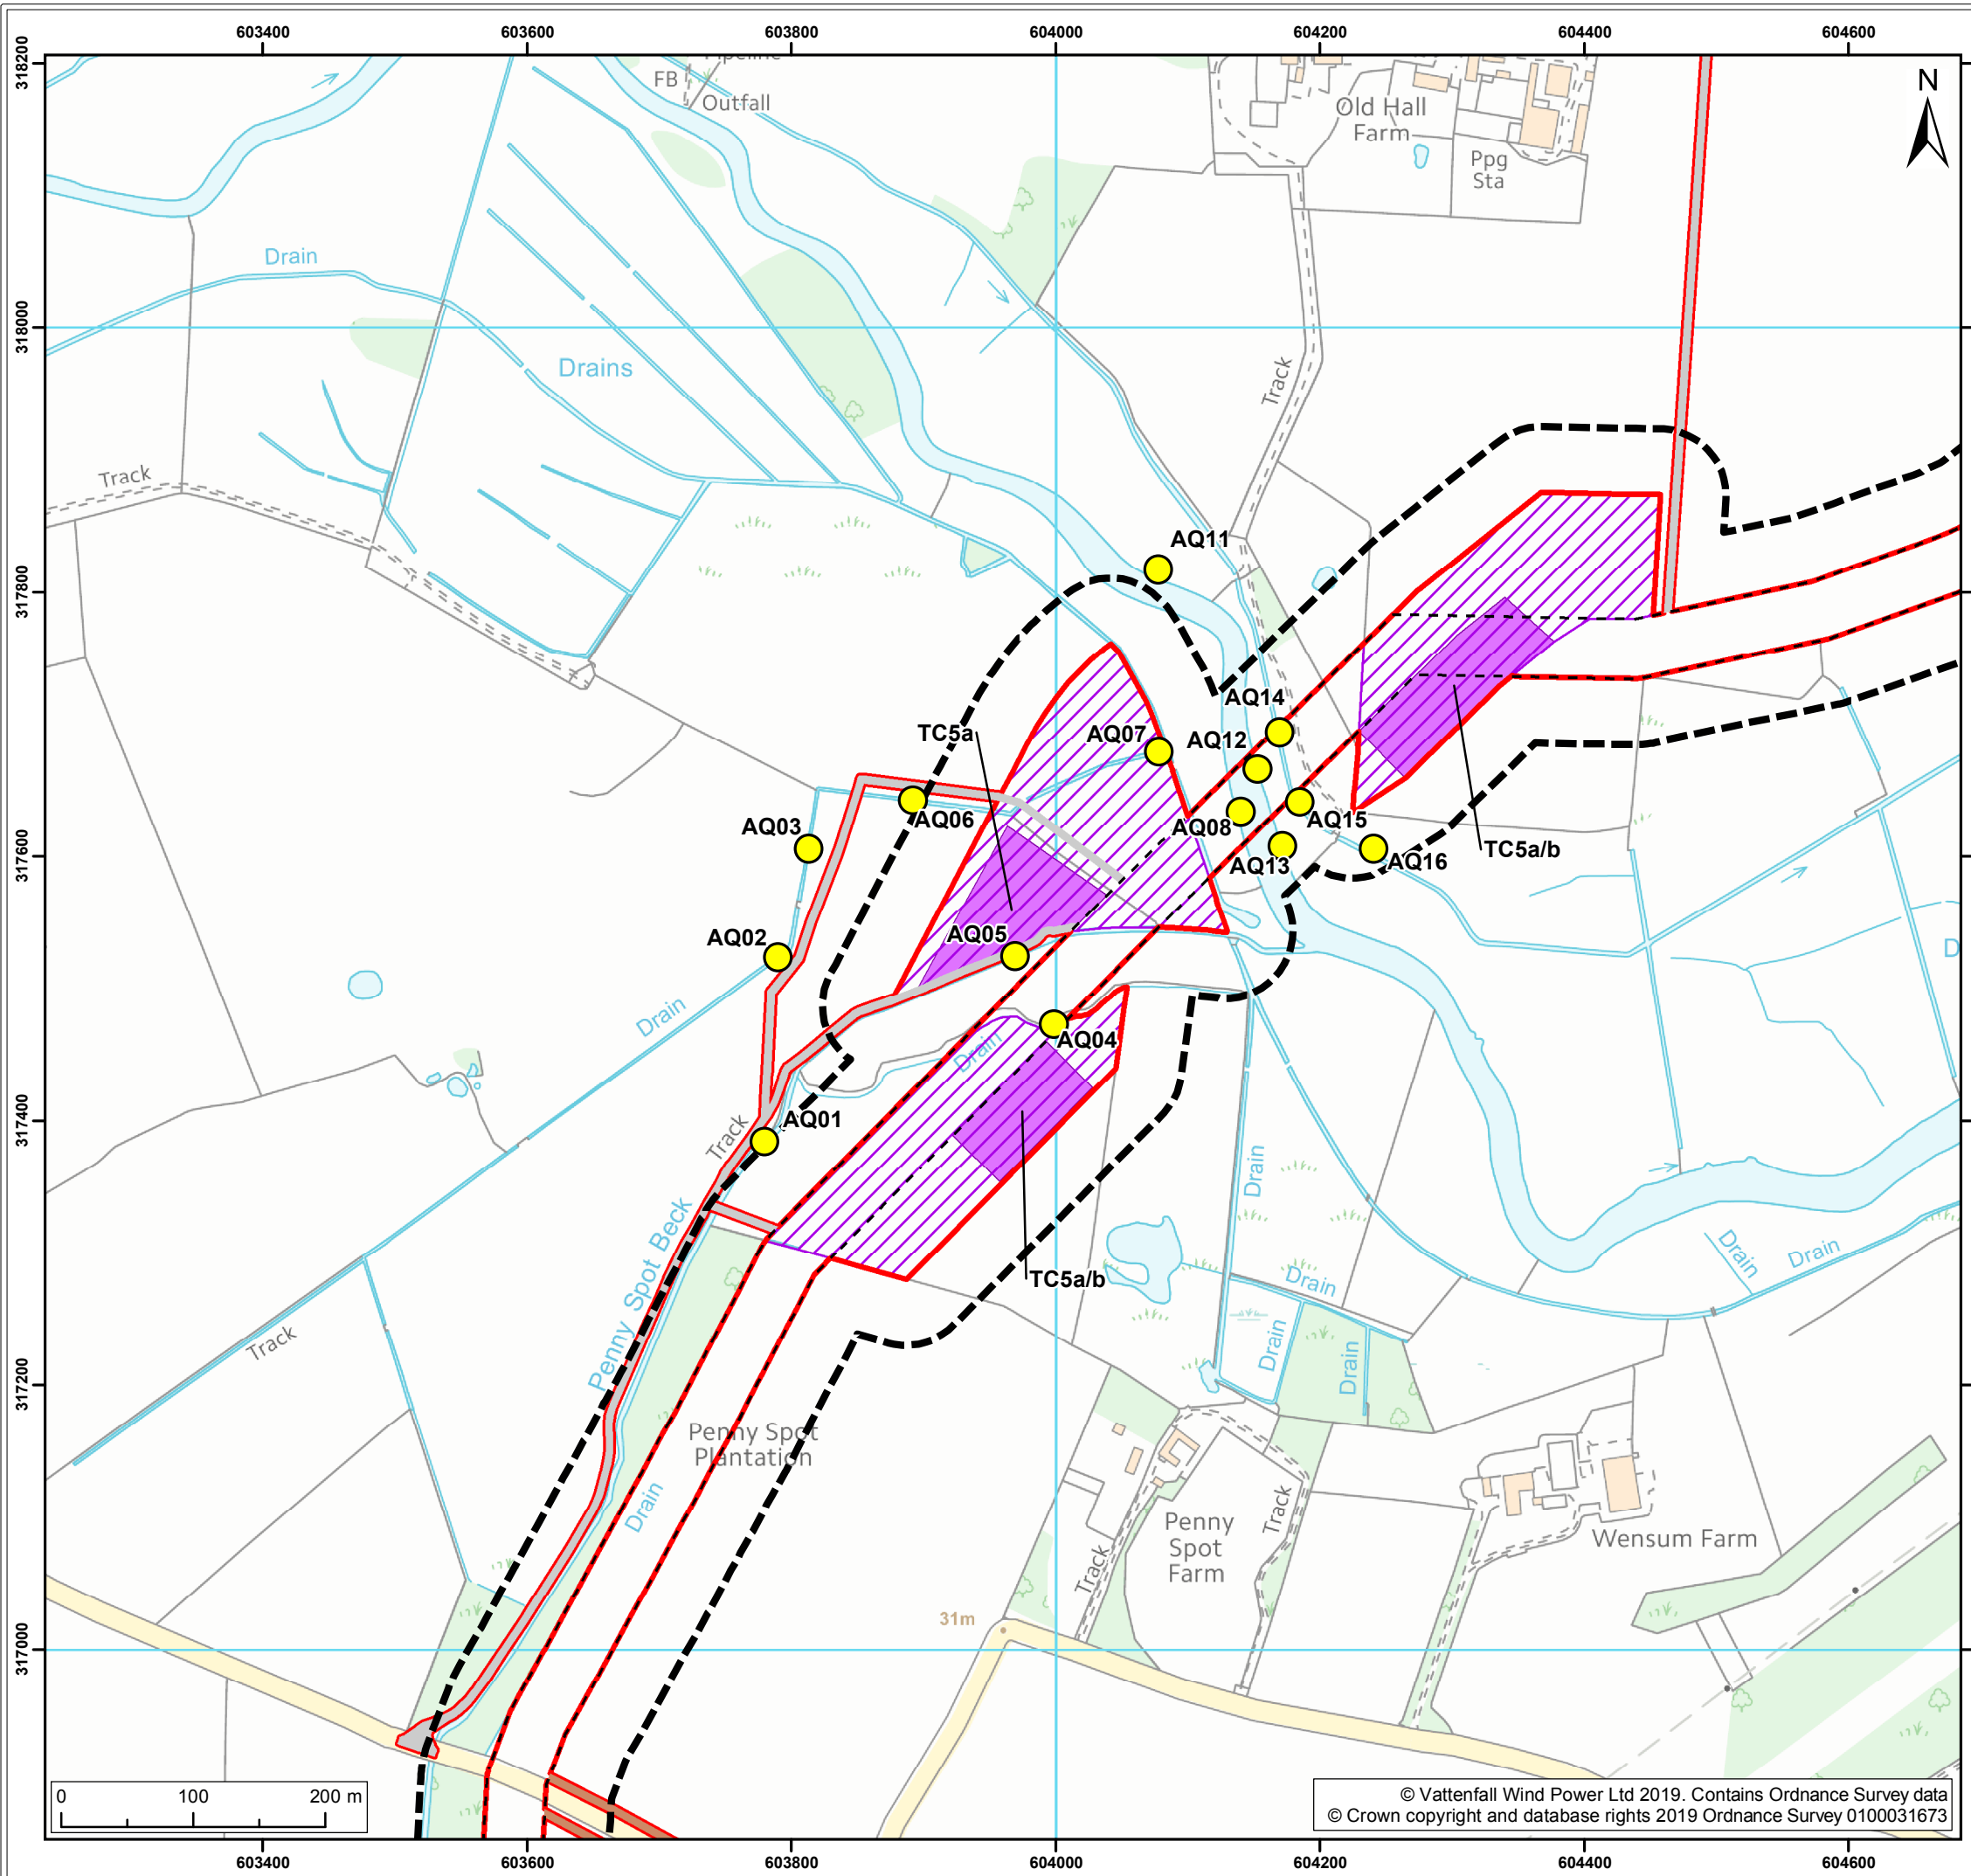 603400 603600 603800 604000 604200 604400 604600
318200
N
Pipeline
FB
Outfall
Old Hall
Farm
Ppg
Sta
Drain
318000
Drains
Track
Track
AQ11
317800
AQ14
TC5a
AQ07
AQ12
AQ06
AQ03
AQ08
AQ15
317600
AQ13
AQ16
TC5a/b
AQ02
AQ05
D
Drain
AQ04
Drain
AQ01
317400
Track
Drain
Penny Spot Beck
Drain
Drain
TC5a/b
Drain
Track
Drain
Drain
317200
Penny Spot
Plantation
Drain
Track
Penny
Spot
Farm
Wensum Farm
Track
31m
317000
0 100 200 m
© Vattenfall Wind Power Ltd 2019. Contains Ordnance Survey data
© Crown copyright and database rights 2019 Ordnance Survey 0100031673
603400 603600 603800 604000 604200 604400 604600